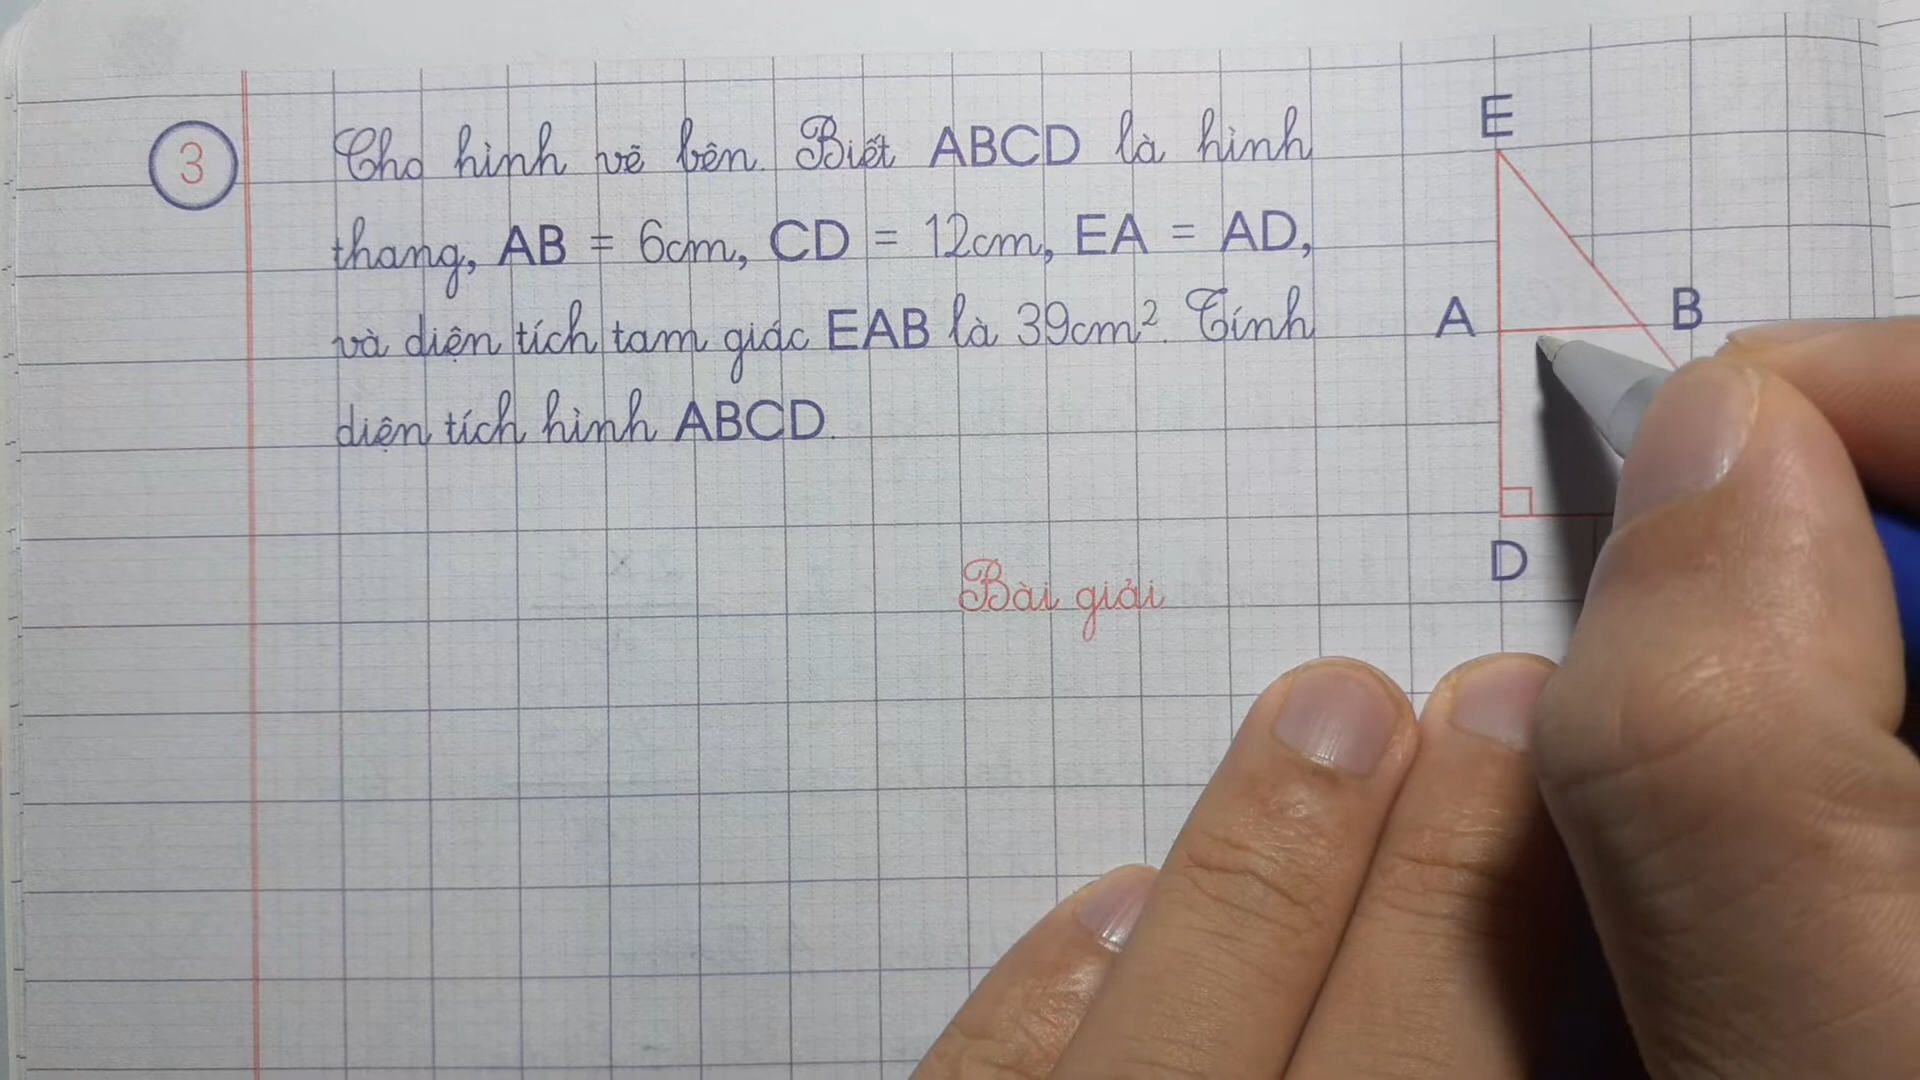 3
Cho hình vẽ bên. Biết ABCD là hình
thang, AB = 6cm, CD = 12cm, EA = AD,
và diện tích tam giác EAB là 39cm². Tính
diện tích hình ABCD.
Bài giải
E
A
B
D